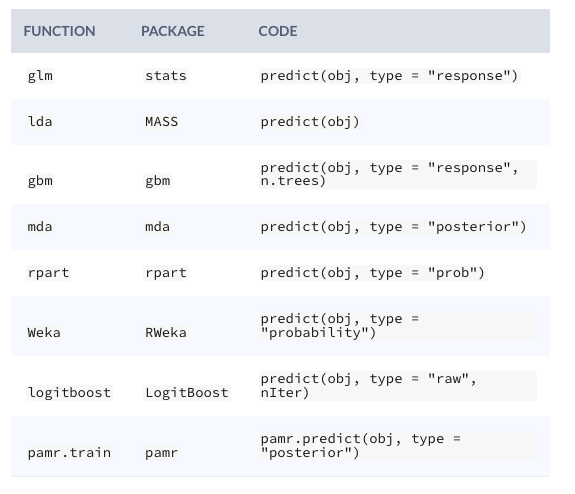 FUNCTION PACKAGE CODE
glm stats predict(obj, type = "response")
lda MASS predict(obj)
predict(obj, type = "response",
gbm gbm n.trees)
mda mda predict(obj, type = "posterior")
rpart rpart predict(obj, type = "prob")
predict(obj, type =
Weka RWeka "probability")
predict(obj, type = "raw",
logitboost LogitBoost nIter)
pamr.predict(obj, type =
pamr.train pamr "posterior")